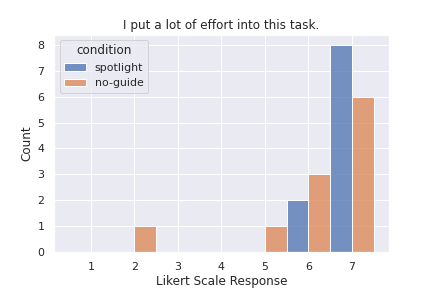 I put a lot of effort into this task.
condition
spotlight
no-guide
8
7
6
5
4
3
2
1
0
Count
1 2 3 4 5 6 7
Likert Scale Response